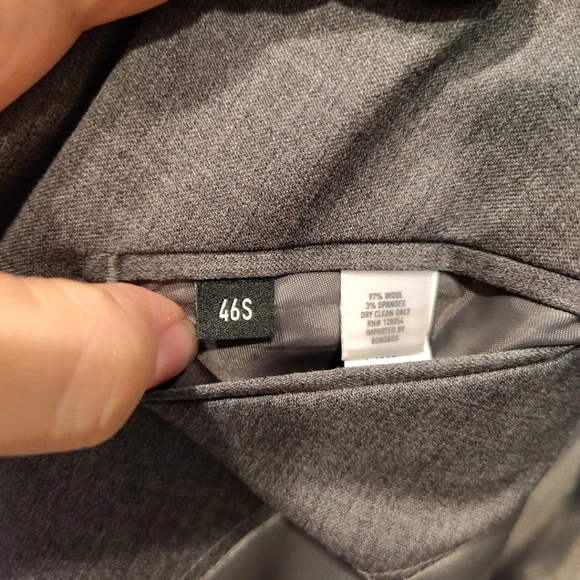 46S
97% WOOL
3% SPANDEX
DRY CLEAN ONLY
RN# 128054
IMPORTED BY
BONOBOS